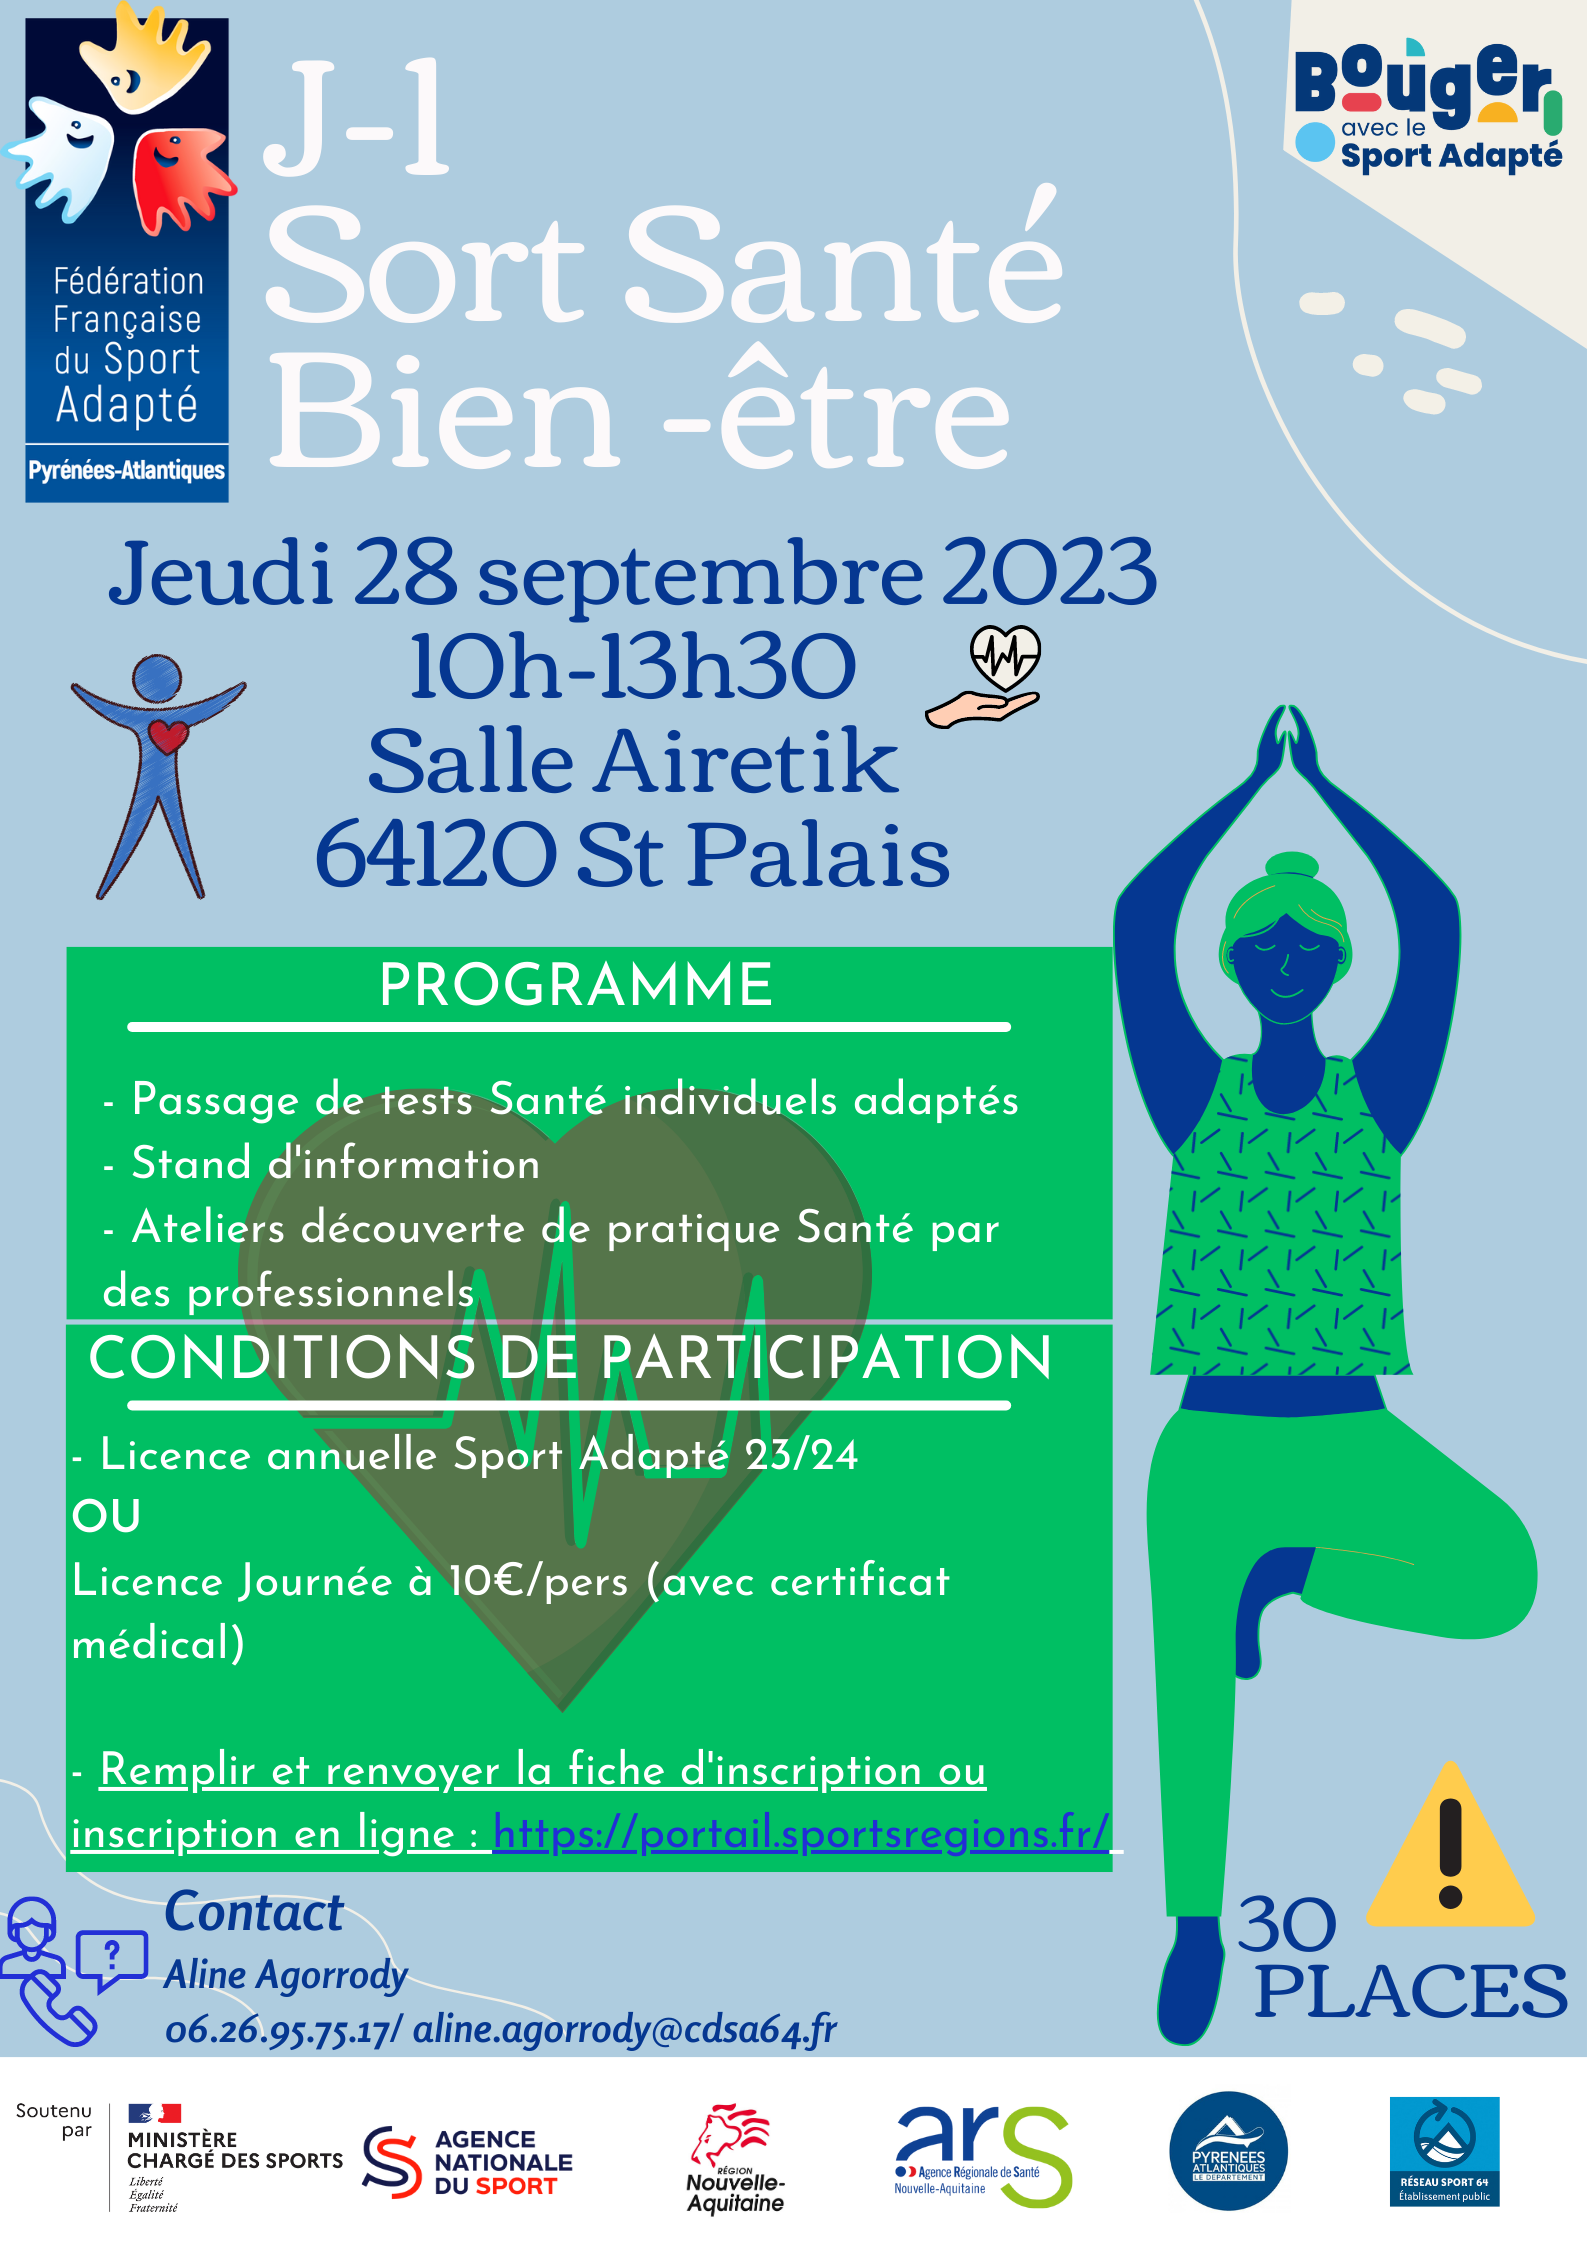 Fédération
Française
du Sport
Adapté
Pyrénées-Atlantiques
J-1
Sort Santé
Bien -être
Bouger
avec le
Sport Adapté
Jeudi 28 septembre 2023
10h-13h30
Salle Airetik
64120 St Palais
PROGRAMME
- Passage de tests Santé individuels adaptés
- Stand d'information
- Ateliers découverte de pratique Santé par
des professionnels
CONDITIONS DE PARTICIPATION
- Licence annuelle Sport Adapté 23/24
OU
Licence Journée à 10€/pers (avec certificat
médical)
- Remplir et renvoyer la fiche d'inscription ou
inscription en ligne : https://portail.sportsregions.fr/
Contact
Aline Agorrody
06.26.95.75.17/ aline.agorrody@cdsa64.fr
?
30
PLACES
Soutenu
par
MINISTÈRE
CHARGÉ DES SPORTS
Liberté
Égalité
Fraternité
AGENCE
NATIONALE
DU SPORT
RÉGION
Nouvelle-
Aquitaine
ars
Agence Régionale de Santé
Nouvelle-Aquitaine
PYRENEES
ATLANTIQUES
LE DEPARTEMENT
RÉSEAU SPORT 64
Établissement public